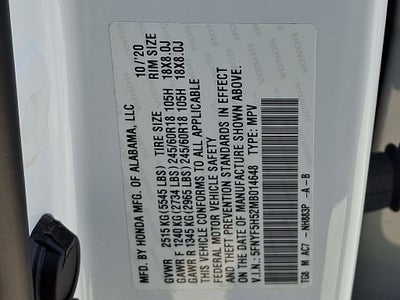 MFD. BY HONDA MFG. OF ALABAMA, LLC 10/'20
TIRE SIZE RIM SIZE
GVWR 2515 KG (5545 LBS)
GAWR F 1240 KG (2734 LBS) 245/60R18 105H 18X8.0J
GAWR R 1345 KG (2965 LBS) 245/60R18 105H 18X8.0J
THIS VEHICLE CONFORMS TO ALL APPLICABLE
FEDERAL MOTOR VEHICLE SAFETY
AND THEFT PREVENTION STANDARDS IN EFFECT
ON THE DATE OF MANUFACTURE SHOWN ABOVE.
V.I.N.: 5FNYF5H52MB014648 TYPE: MPV
TG8 M AC7 - NH883P -A -B
HONDA